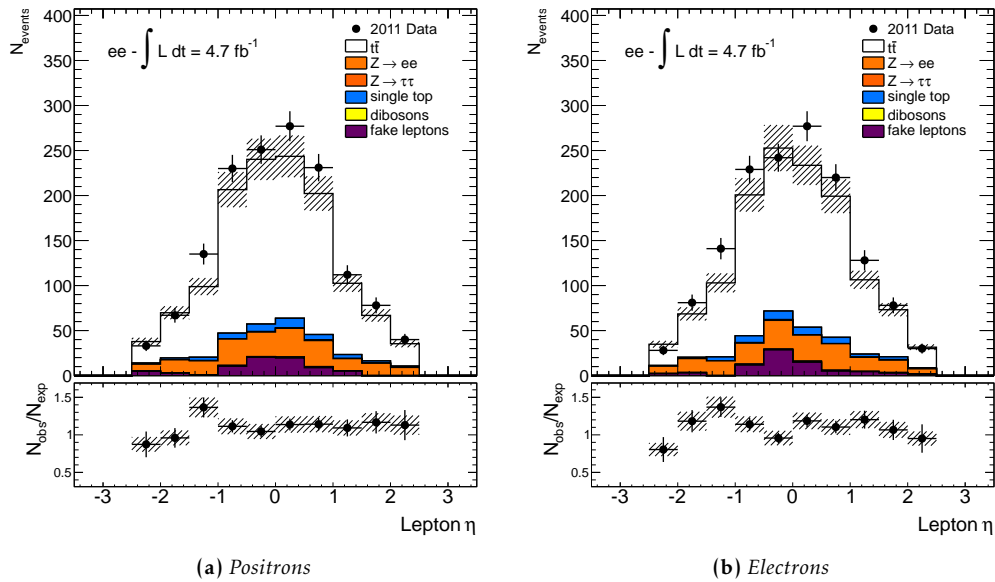 N_events
400
350
300
250
200
150
100
50
0
ee - ∫ L dt = 4.7 fb⁻¹
2011 Data
tt̄
Z → ee
Z → ττ
single top
dibosons
fake leptons
N_obs/N_exp
1.5
1
0.5
-3 -2 -1 0 1 2 3
Lepton η
(a) Positrons
N_events
400
350
300
250
200
150
100
50
0
ee - ∫ L dt = 4.7 fb⁻¹
2011 Data
tt̄
Z → ee
Z → ττ
single top
dibosons
fake leptons
N_obs/N_exp
1.5
1
0.5
-3 -2 -1 0 1 2 3
Lepton η
(b) Electrons